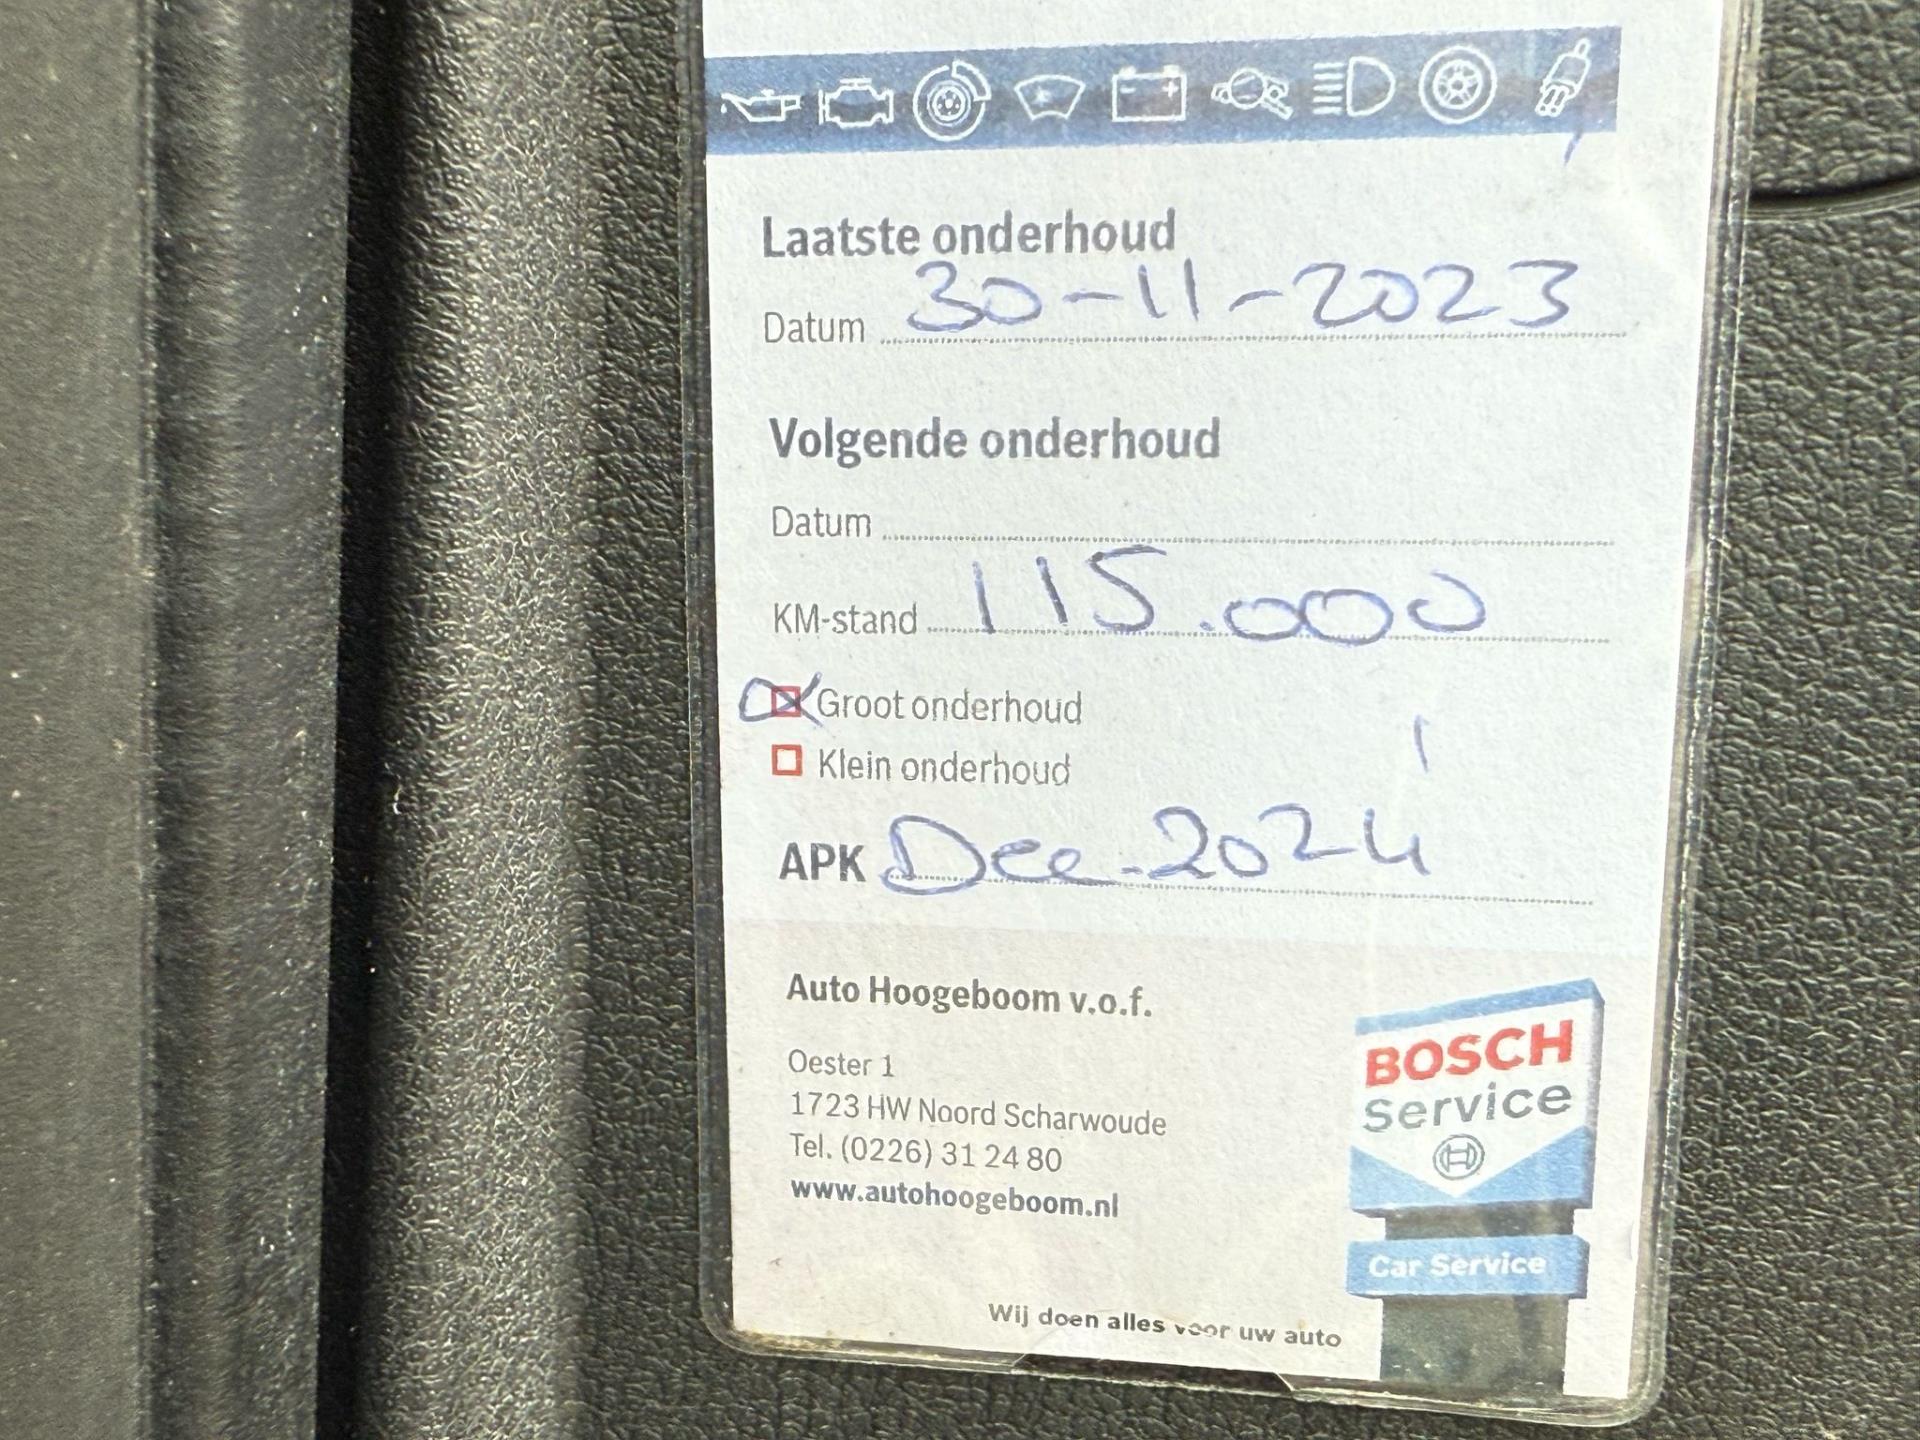 Laatste onderhoud
Datum 30-11-2023
Volgende onderhoud
Datum
KM-stand 115.000
Groot onderhoud
Klein onderhoud
APK Dec-2024
Auto Hoogeboom v.o.f.
Oester 1
1723 HW Noord Scharwoude
Tel. (0226) 31 24 80
www.autohoogeboom.nl
BOSCH
Service
Car Service
Wij doen alles voor uw auto